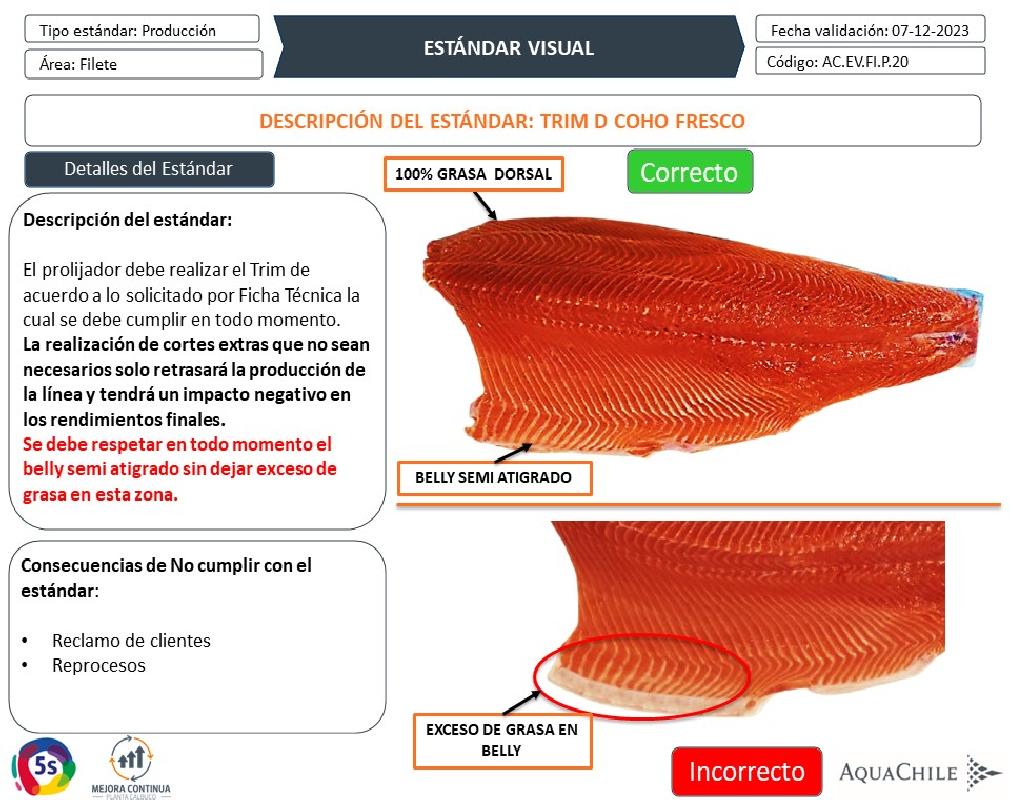 Tipo estándar: Producción
Área: Filete
ESTÁNDAR VISUAL
Fecha validación: 07-12-2023
Código: AC.EV.FI.P.20
DESCRIPCIÓN DEL ESTÁNDAR: TRIM D COHO FRESCO
Detalles del Estándar
Descripción del estándar:
El prolijador debe realizar el Trim de
acuerdo a lo solicitado por Ficha Técnica la
cual se debe cumplir en todo momento.
La realización de cortes extras que no sean
necesarios solo retrasará la producción de
la línea y tendrá un impacto negativo en
los rendimientos finales.
Se debe respetar en todo momento el
belly semi atigrado sin dejar exceso de
grasa en esta zona.
Consecuencias de No cumplir con el
estándar:
• Reclamo de clientes
• Reprocesos
100% GRASA DORSAL
Correcto
BELLY SEMI ATIGRADO
EXCESO DE GRASA EN
BELLY
Incorrecto
5s
MEJORA CONTINUA
PLANTA CALBUCO
AQUACHILE